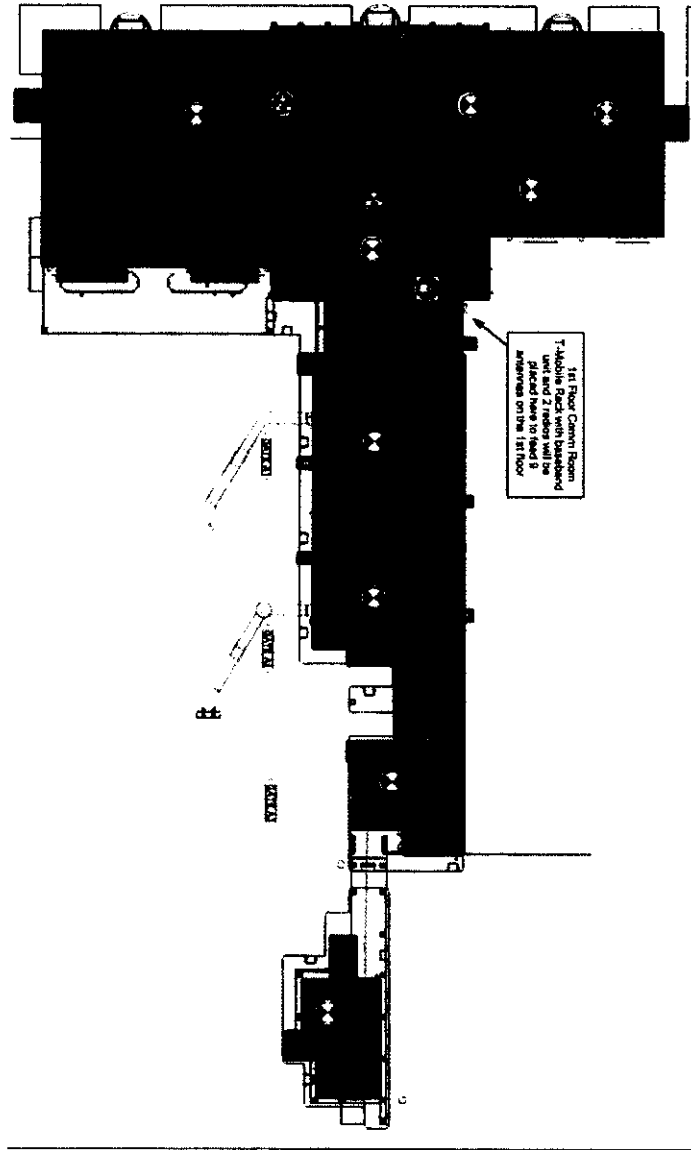 1st Floor Comm Room
T-Mobile Rack with baseband
unit and 2 radios will be
placed here to feed 9
antennas on the 1st floor